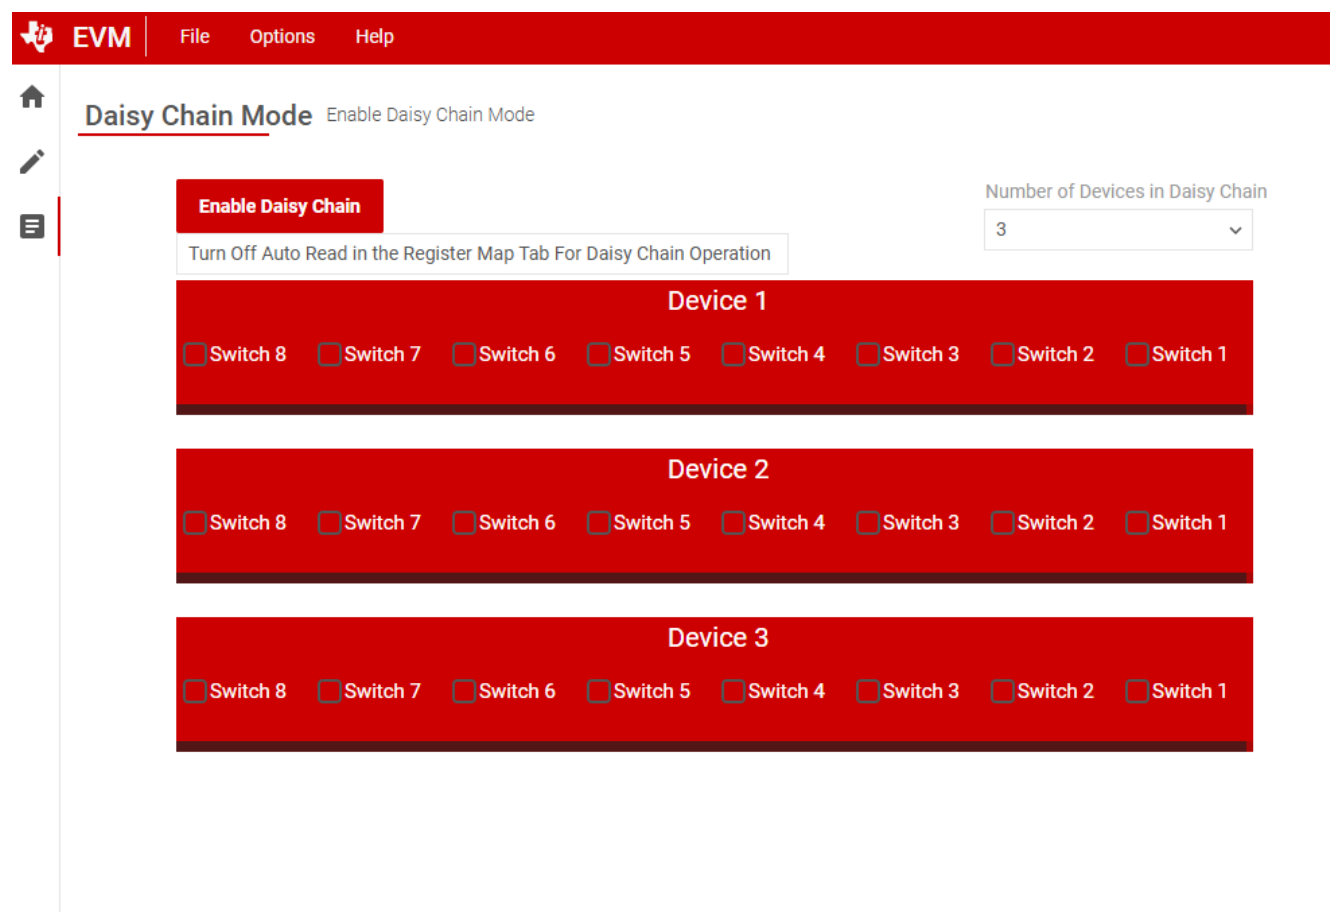 EVM File Options Help
Daisy Chain Mode Enable Daisy Chain Mode
Enable Daisy Chain
Number of Devices in Daisy Chain
3
Turn Off Auto Read in the Register Map Tab For Daisy Chain Operation
Device 1
Switch 8 Switch 7 Switch 6 Switch 5 Switch 4 Switch 3 Switch 2 Switch 1
Device 2
Switch 8 Switch 7 Switch 6 Switch 5 Switch 4 Switch 3 Switch 2 Switch 1
Device 3
Switch 8 Switch 7 Switch 6 Switch 5 Switch 4 Switch 3 Switch 2 Switch 1